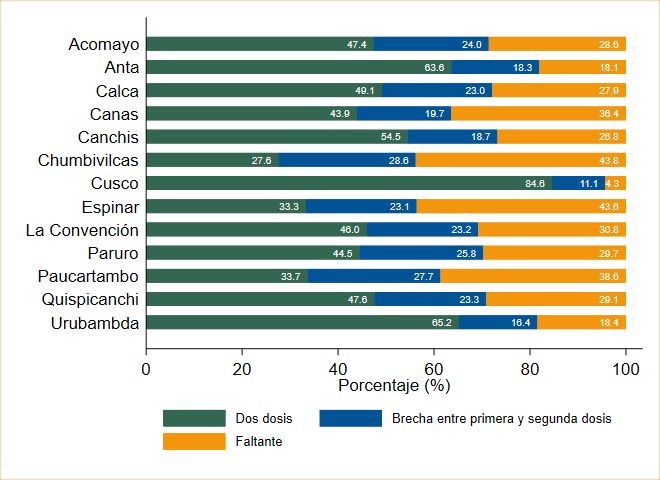 Acomayo 47.4 24.0 28.6
Anta 63.6 18.3 18.1
Calca 49.1 23.0 27.9
Canas 43.9 19.7 36.4
Canchis 54.5 18.7 26.8
Chumbivilcas 27.6 28.6 43.8
Cusco 84.6 11.1 4.3
Espinar 33.3 23.1 43.6
La Convención 46.0 23.2 30.8
Paruro 44.5 25.8 29.7
Paucartambo 33.7 27.7 38.6
Quispicanchi 47.6 23.3 29.1
Urubambda 65.2 16.4 18.4
0 20 40 60 80 100
Porcentaje (%)
Dos dosis Brecha entre primera y segunda dosis
Faltante